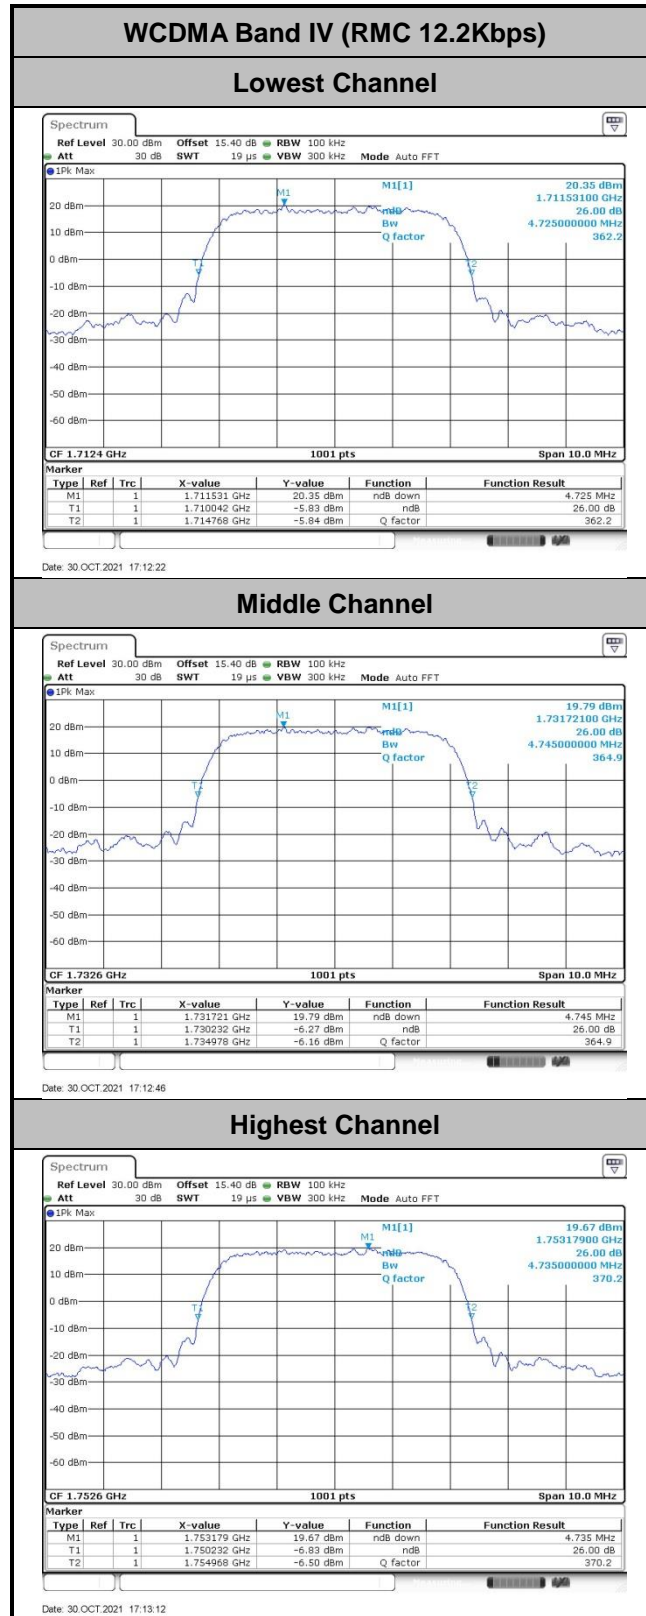 WCDMA Band IV (RMC 12.2Kbps)
Lowest Channel
Spectrum
Ref Level 30.00 dBm Offset 15.40 dB RBW 100 kHz
Att 30 dB SWT 19 µs VBW 300 kHz Mode Auto FFT
1Pk Max
M1[1] 20.35 dBm
1.71153100 GHz
ndB 26.00 dB
Bw 4.725000000 MHz
Q factor 362.2
M1
T1
T2
20 dBm
10 dBm
0 dBm
-10 dBm
-20 dBm
-30 dBm
-40 dBm
-50 dBm
-60 dBm
CF 1.7124 GHz 1001 pts Span 10.0 MHz
Marker
Type Ref Trc X-value Y-value Function Function Result
M1 1 1.711531 GHz 20.35 dBm ndB down 4.725 MHz
T1 1 1.710042 GHz -5.83 dBm ndB 26.00 dB
T2 1 1.714768 GHz -5.84 dBm Q factor 362.2
Date: 30.OCT.2021 17:12:22
Middle Channel
Spectrum
Ref Level 30.00 dBm Offset 15.40 dB RBW 100 kHz
Att 30 dB SWT 19 µs VBW 300 kHz Mode Auto FFT
1Pk Max
M1[1] 19.79 dBm
1.73172100 GHz
ndB 26.00 dB
Bw 4.745000000 MHz
Q factor 364.9
M1
T1
T2
20 dBm
10 dBm
0 dBm
-10 dBm
-20 dBm
-30 dBm
-40 dBm
-50 dBm
-60 dBm
CF 1.7326 GHz 1001 pts Span 10.0 MHz
Marker
Type Ref Trc X-value Y-value Function Function Result
M1 1 1.731721 GHz 19.79 dBm ndB down 4.745 MHz
T1 1 1.730232 GHz -6.27 dBm ndB 26.00 dB
T2 1 1.734978 GHz -6.16 dBm Q factor 364.9
Date: 30.OCT.2021 17:12:46
Highest Channel
Spectrum
Ref Level 30.00 dBm Offset 15.40 dB RBW 100 kHz
Att 30 dB SWT 19 µs VBW 300 kHz Mode Auto FFT
1Pk Max
M1[1] 19.67 dBm
1.75317900 GHz
ndB 26.00 dB
Bw 4.735000000 MHz
Q factor 370.2
M1
T1
T2
20 dBm
10 dBm
0 dBm
-10 dBm
-20 dBm
-30 dBm
-40 dBm
-50 dBm
-60 dBm
CF 1.7526 GHz 1001 pts Span 10.0 MHz
Marker
Type Ref Trc X-value Y-value Function Function Result
M1 1 1.753179 GHz 19.67 dBm ndB down 4.735 MHz
T1 1 1.750232 GHz -6.83 dBm ndB 26.00 dB
T2 1 1.754968 GHz -6.50 dBm Q factor 370.2
Date: 30.OCT.2021 17:13:12